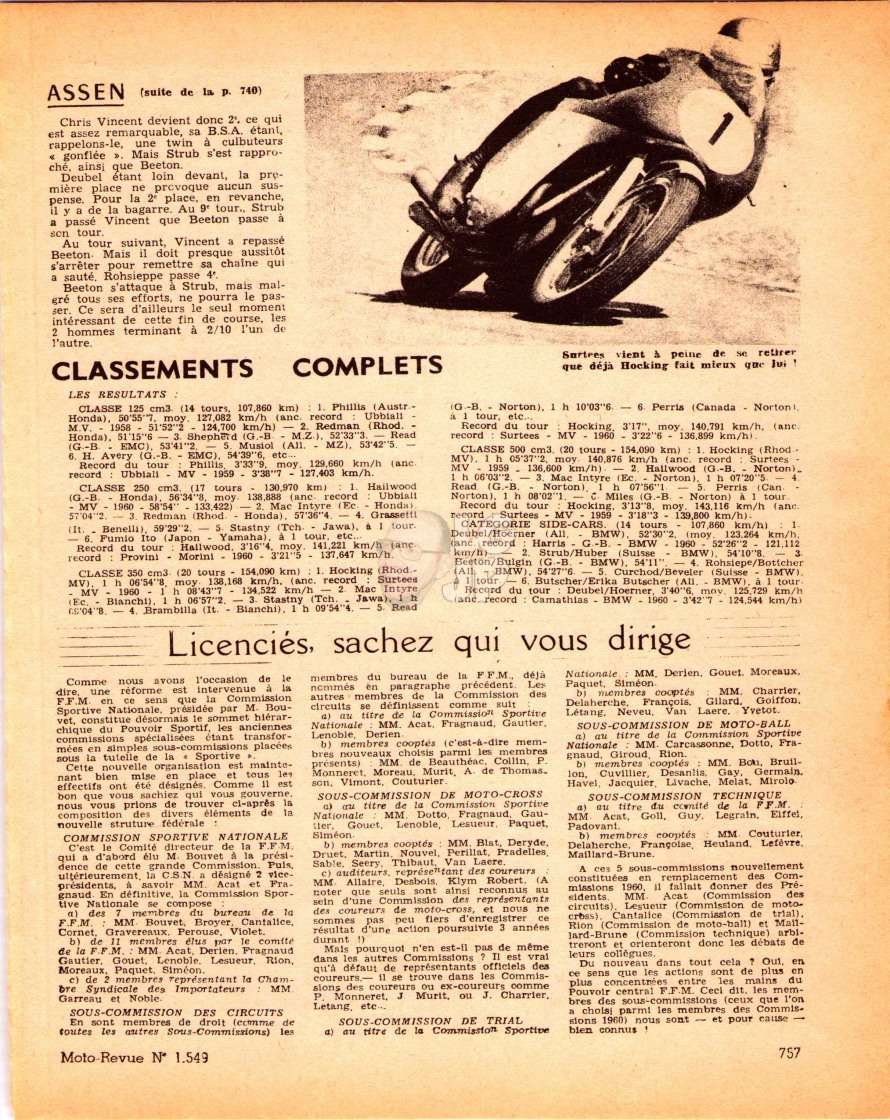 ASSEN (suite de la p. 740)
Chris Vincent devient donc 2e, ce qui
est assez remarquable, sa B.S.A. étant,
rappelons-le, une twin à culbuteurs
« gonflée ». Mais Strub s'est rappro-
ché, ainsi que Beeton.
Deubel étant loin devant, la pre-
mière place ne provoque aucun sus-
pense. Pour la 2e place, en revanche,
il y a de la bagarre. Au 9e tour., Strub
a passé Vincent que Beeton passe à
son tour.
Au tour suivant, Vincent a repassé
Beeton. Mais il doit presque aussitôt
s'arrêter pour remettre sa chaîne qui
a sauté. Rohsieppe passe 4e.
Beeton s'attaque à Strub, mais mal-
gré tous ses efforts, ne pourra le pas-
ser. Ce sera d'ailleurs le seul moment
intéressant de cette fin de course, les
2 hommes terminant à 2/10 l'un de
l'autre.
1
Surtees vient à peine de se retirer
que déjà Hocking fait mieux que lui !
CLASSEMENTS COMPLETS
LES RESULTATS :
CLASSE 125 cm3. (14 tours, 107,860 km) : 1. Phillis (Austr.-
Honda), 50'55''7, moy. 127,082 km/h (anc. record : Ubbiali -
M.V. - 1958 - 51'52''2 - 124,700 km/h) — 2. Redman (Rhod. -
Honda), 51'15''6 — 3. Shepherd (G.-B. - M.Z.), 52'33''3. — Read
(G.-B. - EMC), 53'41''2 — 5. Musiol (All. - MZ), 53'42''5. —
6. H. Avery (G.-B. - EMC), 54'39''6, etc...
Record du tour : Phillis, 3'33''9, moy. 129,660 km/h (anc.
record : Ubbiali - MV - 1959 - 3'38''7 - 127,403 km/h.
CLASSE 250 cm3. (17 tours - 130,970 km) : 1. Hailwood
(G.-B. - Honda), 56'34''8, moy. 138,888 (anc. record : Ubbiali
- MV - 1960 - 58'54'' - 133,422) — 2. Mac Intyre (Ec. - Honda),
57'04''2. — 3. Redman (Rhod. - Honda), 57'36''4. — 4. Grassetti
(It. - Benelli), 59'29''2. — 5. Stastny (Tch. - Jawa), à 1 tour.
— 6. Fumio Ito (Japon - Yamaha), à 1 tour, etc...
Record du tour : Hailwood, 3'16''4, moy. 141,221 km/h (anc.
record : Provini - Morini - 1960 - 3'21''5 - 137,647 km/h.
CLASSE 350 cm3. (20 tours - 154,090 km) : 1. Hocking (Rhod.-
MV), 1 h 06'54''8, moy. 138,168 km/h, (anc. record : Surtees
- MV - 1960 - 1 h 08'43''7 - 134,522 km/h — 2. Mac Intyre
(Ec. - Bianchi), 1 h 06'57''2. — 3. Stastny (Tch. - Jawa), 1 h
08'04''8. — 4. Brambilla (It. - Bianchi), 1 h 09'54''4. — 5. Read
(G.-B. - Norton), 1 h 10'03''6. — 6. Perris (Canada - Norton),
à 1 tour, etc...
Record du tour : Hocking, 3'17'', moy. 140,791 km/h, (anc.
record : Surtees - MV - 1960 - 3'22''6 - 136,899 km/h).
CLASSE 500 cm3. (20 tours - 154,090 km) : 1. Hocking (Rhod -
MV), 1 h 05'37''2, moy. 140,876 km/h (anc. record : Surtees -
MV - 1959 - 136,600 km/h). — 2. Hailwood (G.-B. - Norton),
1 h 06'03''2. — 3. Mac Intyre (Ec. - Norton), 1 h 07'20''5. — 4.
Read (G.-B. - Norton), 1 h 07'56''1. — 5. Perris (Can. -
Norton), 1 h 08'02''1. — 6. Miles (G.-B. - Norton) à 1 tour.
Record du tour : Hocking, 3'13''8, moy. 143,116 km/h (anc.
record : Surtees - MV - 1959 - 3'18''3 - 139,800 km/h).
CATEGORIE SIDE-CARS. (14 tours - 107,860 km) : 1.
Deubel/Hoerner (All. - BMW), 52'30''2, (moy. 123,264 km/h,
(anc. record : Harris - G.-B. - BMW - 1960 - 52'26''2 - 121,112
km/h) — 2. Strub/Huber (Suisse - BMW), 54'10''8. — 3.
Beeton/Bulgin (G.-B. - BMW), 54'11''. — 4. Rohsiepe/Bottcher
(All. - BMW), 54'27''6. — 5. Curchod/Beveler (Suisse - BMW),
à 1 tour. — 6. Butscher/Erika Butscher (All. - BMW), à 1 tour.
Record du tour : Deubel/Hoerner, 3'40''6, moy. 125,729 km/h
(anc. record : Camathias - BMW - 1960 - 3'42''7 - 124,544 km/h)
Licenciés, sachez qui vous dirige
Comme nous avons l'occasion de le
dire, une réforme est intervenue à la
F.F.M. en ce sens que la Commission
Sportive Nationale, présidée par M. Bou-
vet, constitue désormais le sommet hiérar-
chique du Pouvoir Sportif, les anciennes
commissions spécialisées étant transfor-
mées en simples sous-commissions placées
sous la tutelle de la « Sportive ».
Cette nouvelle organisation est mainte-
nant bien mise en place et tous les
effectifs ont été désignés. Comme il est
bon que vous sachiez qui vous gouverne,
nous vous prions de trouver ci-après la
composition des divers éléments de la
nouvelle struture fédérale :
COMMISSION SPORTIVE NATIONALE
C'est le Comité directeur de la F.F.M.
qui a d'abord élu M. Bouvet à la prési-
dence de cette grande Commission. Puis,
ultérieurement, la C.S.N. a désigné 2 vice-
présidents, à savoir MM. Acat et Fra-
gnaud. En définitive, la Commission Spor-
tive Nationale se compose :
a) des 7 membres du bureau de la
F.F.M. : MM. Bouvet, Broyer, Cantalice,
Cornet, Gravereaux, Perouse, Violet.
b) de 11 membres élus par le comité
de la F.F.M. : MM. Acat, Derien, Fragnaud
Gautier, Gouet, Lenoble, Lesueur, Rion,
Moreaux, Paquet, Siméon.
c) de 2 membres représentant la Cham-
bre Syndicale des Importateurs : MM.
Garreau et Noble.
SOUS-COMMISSION DES CIRCUITS
En sont membres de droit (comme de
toutes les autres Sous-Commissions) les
membres du bureau de la F.F.M., déjà
nommés en paragraphe précédent. Les
autres membres de la Commission des
circuits se définissent comme suit :
a) au titre de la Commission Sportive
Nationale : MM. Acat, Fragnaud, Gautier,
Lenoble, Derien.
b) membres cooptés (c'est-à-dire mem-
bres nouveaux choisis parmi les membres
présents) : MM. de Beauthéac, Collin, P.
Monneret, Moreau, Murit, A. de Thomas-
son, Vimont, Couturier.
SOUS-COMMISSION DE MOTO-CROSS
a) au titre de la Commission Sportive
Nationale : MM. Dotto, Fragnaud, Gau-
tier, Gouet, Lenoble, Lesueur, Paquet,
Siméon.
b) membres cooptés : MM. Blat, Deryde,
Druet, Martin, Nouvel, Perillat, Pradelles,
Sable, Seery, Thibaut, Van Laere.
c) auditeurs, représentant des coureurs :
MM. Allaire, Desbois, Klym Robert. (A
noter que seuls sont ainsi reconnus au
sein d'une Commission des représentants
des coureurs de moto-cross, et nous ne
sommes pas peu fiers d'enregistrer ce
résultat d'une action poursuivie 3 années
durant !)
Mais pourquoi n'en est-il pas de même
dans les autres Commissions ? Il est vrai
qu'à défaut de représentants officiels des
coureurs,— il se trouve dans les Commis-
sions des coureurs ou ex-coureurs comme
P. Monneret, J Murit, ou J. Charrier,
Létang, etc...
SOUS-COMMISSION DE TRIAL
a) au titre de la Commission Sportive
Nationale : MM. Derien, Gouet, Moreaux,
Paquet, Siméon.
b) membres cooptés : MM. Charrier,
Delaherche, François, Gilard, Goiffon,
Létang, Neveu, Van Laere, Yvetot.
SOUS-COMMISSION DE MOTO-BALL
a) au titre de la Commission Sportive
Nationale : MM. Carcassonne, Dotto, Fra-
gnaud, Giroud, Rion.
b) membres cooptés : MM. Bruil-
lon, Cuvillier, Desanlis, Gay, Germain,
Havel, Jacquier, Livache, Melat, Mirolo.
SOUS-COMMISSION TECHNIQUE
a) au titre du comité de la F.F.M. :
MM. Acat, Goll, Guy, Legrain, Eiffel,
Padovani.
b) membres cooptés : MM. Couturier,
Delaherche, Françoise, Heuland, Lefèvre,
Maillard-Brune.
A ces 5 sous-commissions nouvellement
constituées en remplacement des Com-
missions 1960, il fallait donner des Pré-
sidents. MM. Acat (Commission des
circuits), Lesueur (Commission de moto-
cross), Cantalice (Commission de trial),
Rion (Commission de moto-ball) et Mail-
lard-Brune (Commission technique) arbi-
treront et orienteront donc les débats de
leurs collègues.
Du nouveau dans tout cela ? Oui, en
ce sens que les actions sont de plus en
plus concentrées entre les mains du
Pouvoir central F.F.M. Ceci dit, les mem-
bres des sous-commissions (ceux que l'on
a choisi parmi les membres des Commis-
sions 1960) nous sont — et pour cause —
bien connus !
Moto-Revue N° 1.549
757